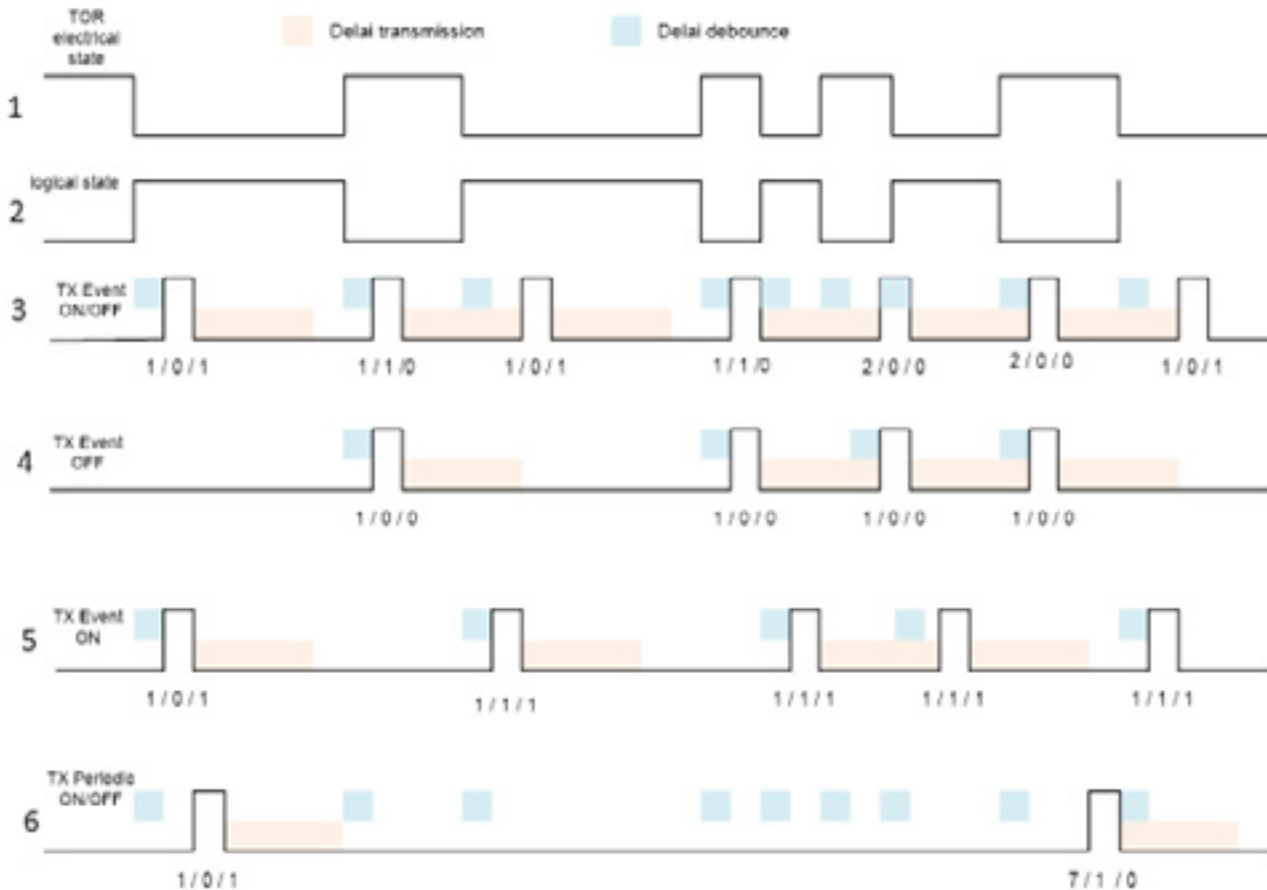 TOR
electrical
state
Delai transmission
Delai debounce
1
logical state
2
3
TX Event
ON/OFF
1 / 0 / 1
1 / 1 /0
1 / 0 / 1
1 / 1 /0
2 / 0 / 0
2 / 0 / 0
1 / 0 / 1
4
TX Event
OFF
1 / 0 / 0
1 / 0 / 0
1 / 0 / 0
1 / 0 / 0
5
TX Event
ON
1 / 0 / 1
1 / 1 / 1
1 / 1 / 1
1 / 1 / 1
1 / 1 / 1
6
TX Periodic
ON/OFF
1 / 0 / 1
7 / 1 / 0